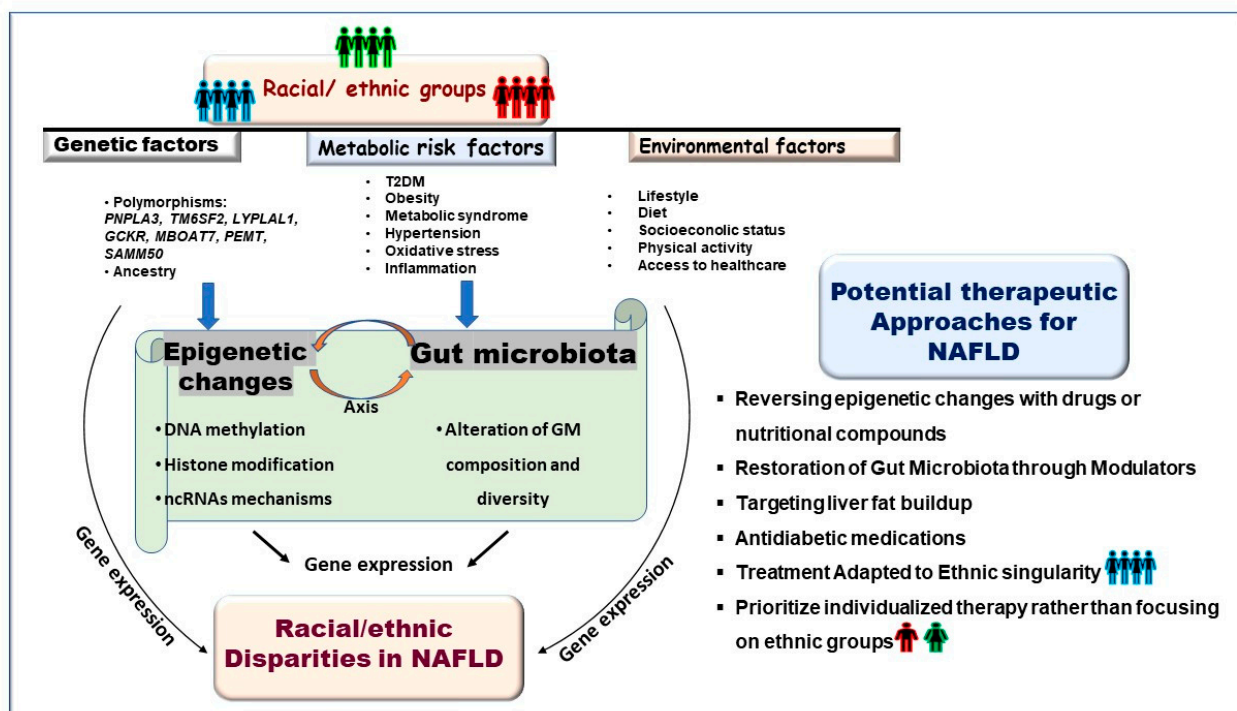 Racial/ ethnic groups
Genetic factors
Metabolic risk factors
Environmental factors
• Polymorphisms:
PNPLA3, TM6SF2, LYPLAL1,
GCKR, MBOAT7, PEMT,
SAMM50
• Ancestry
• T2DM
• Obesity
• Metabolic syndrome
• Hypertension
• Oxidative stress
• Inflammation
• Lifestyle
• Diet
• Socioeconolic status
• Physical activity
• Access to healthcare
Epigenetic
changes
Gut microbiota
Axis
• DNA methylation
• Histone modification
• ncRNAs mechanisms
• Alteration of GM
composition and
diversity
Gene expression
Gene expression
Gene expression
Racial/ethnic
Disparities in NAFLD
Potential therapeutic
Approaches for
NAFLD
▪ Reversing epigenetic changes with drugs or
nutritional compounds
▪ Restoration of Gut Microbiota through Modulators
▪ Targeting liver fat buildup
▪ Antidiabetic medications
▪ Treatment Adapted to Ethnic singularity
▪ Prioritize individualized therapy rather than focusing
on ethnic groups